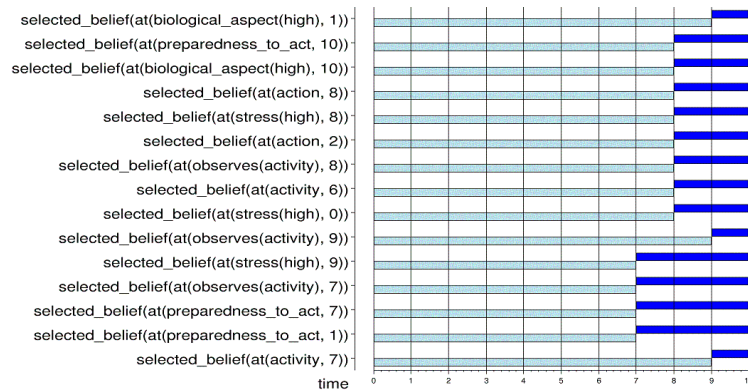 selected_belief(at(biological_aspect(high), 1))
selected_belief(at(preparedness_to_act, 10))
selected_belief(at(biological_aspect(high), 10))
selected_belief(at(action, 8))
selected_belief(at(stress(high), 8))
selected_belief(at(action, 2))
selected_belief(at(observes(activity), 8))
selected_belief(at(activity, 6))
selected_belief(at(stress(high), 0))
selected_belief(at(observes(activity), 9))
selected_belief(at(stress(high), 9))
selected_belief(at(observes(activity), 7))
selected_belief(at(preparedness_to_act, 7))
selected_belief(at(preparedness_to_act, 1))
selected_belief(at(activity, 7))
time 0 1 2 3 4 5 6 7 8 9 10